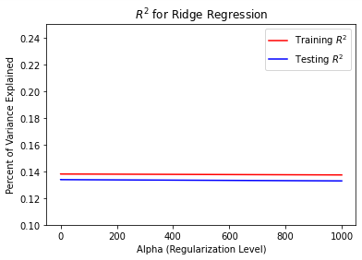 R² for Ridge Regression
Training R²
Testing R²
Percent of Variance Explained
0.24
0.22
0.20
0.18
0.16
0.14
0.12
0.10
0 200 400 600 800 1000
Alpha (Regularization Level)